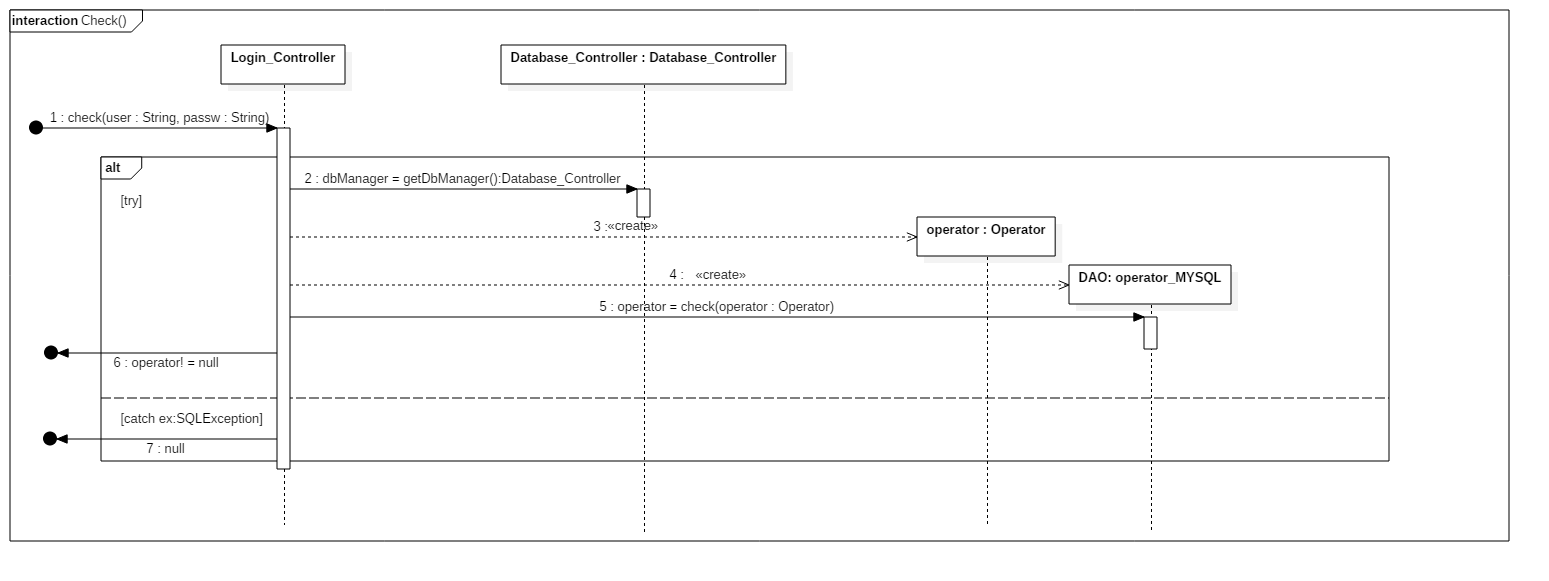 interaction Check()
Login_Controller
Database_Controller : Database_Controller
1 : check(user : String, passw : String)
alt
[try]
2 : dbManager = getDbManager():Database_Controller
3 :«create»
operator : Operator
4 : «create»
DAO: operator_MYSQL
5 : operator = check(operator : Operator)
6 : operator! = null
[catch ex:SQLException]
7 : null